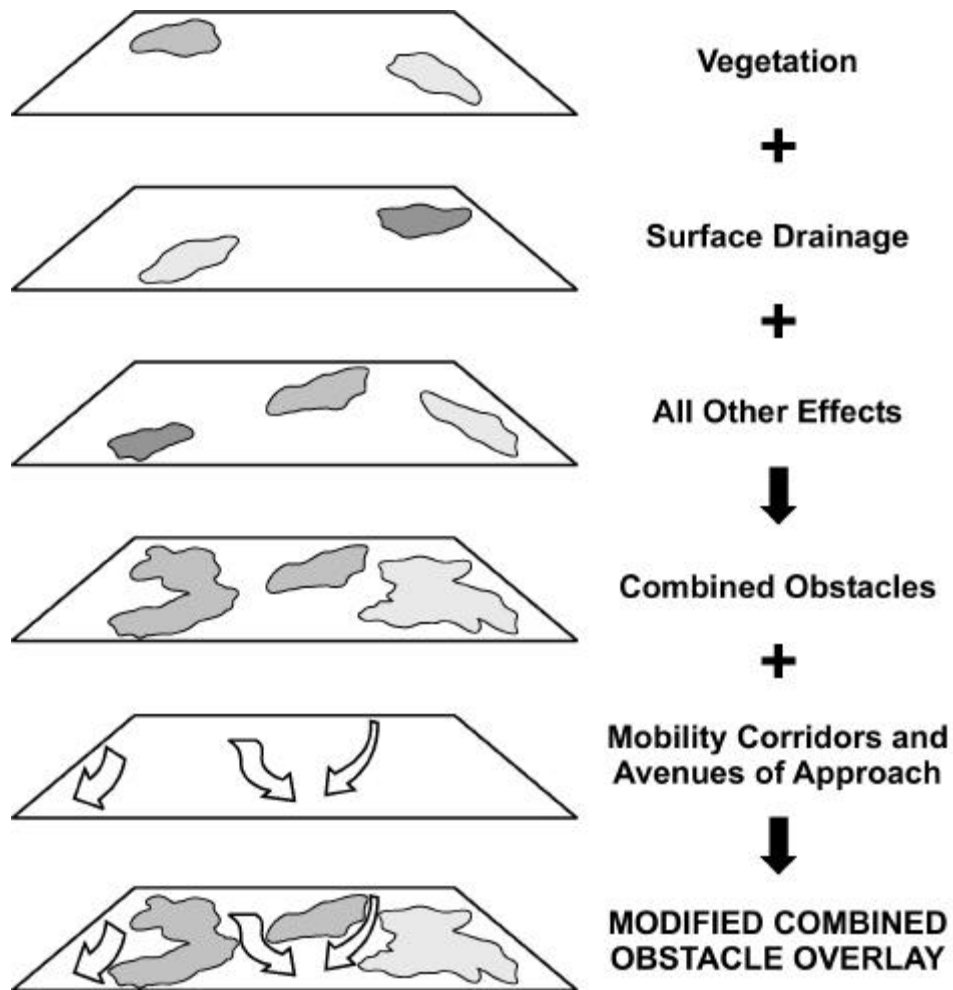 Vegetation
+
Surface Drainage
+
All Other Effects
Combined Obstacles
+
Mobility Corridors and
Avenues of Approach
MODIFIED COMBINED
OBSTACLE OVERLAY